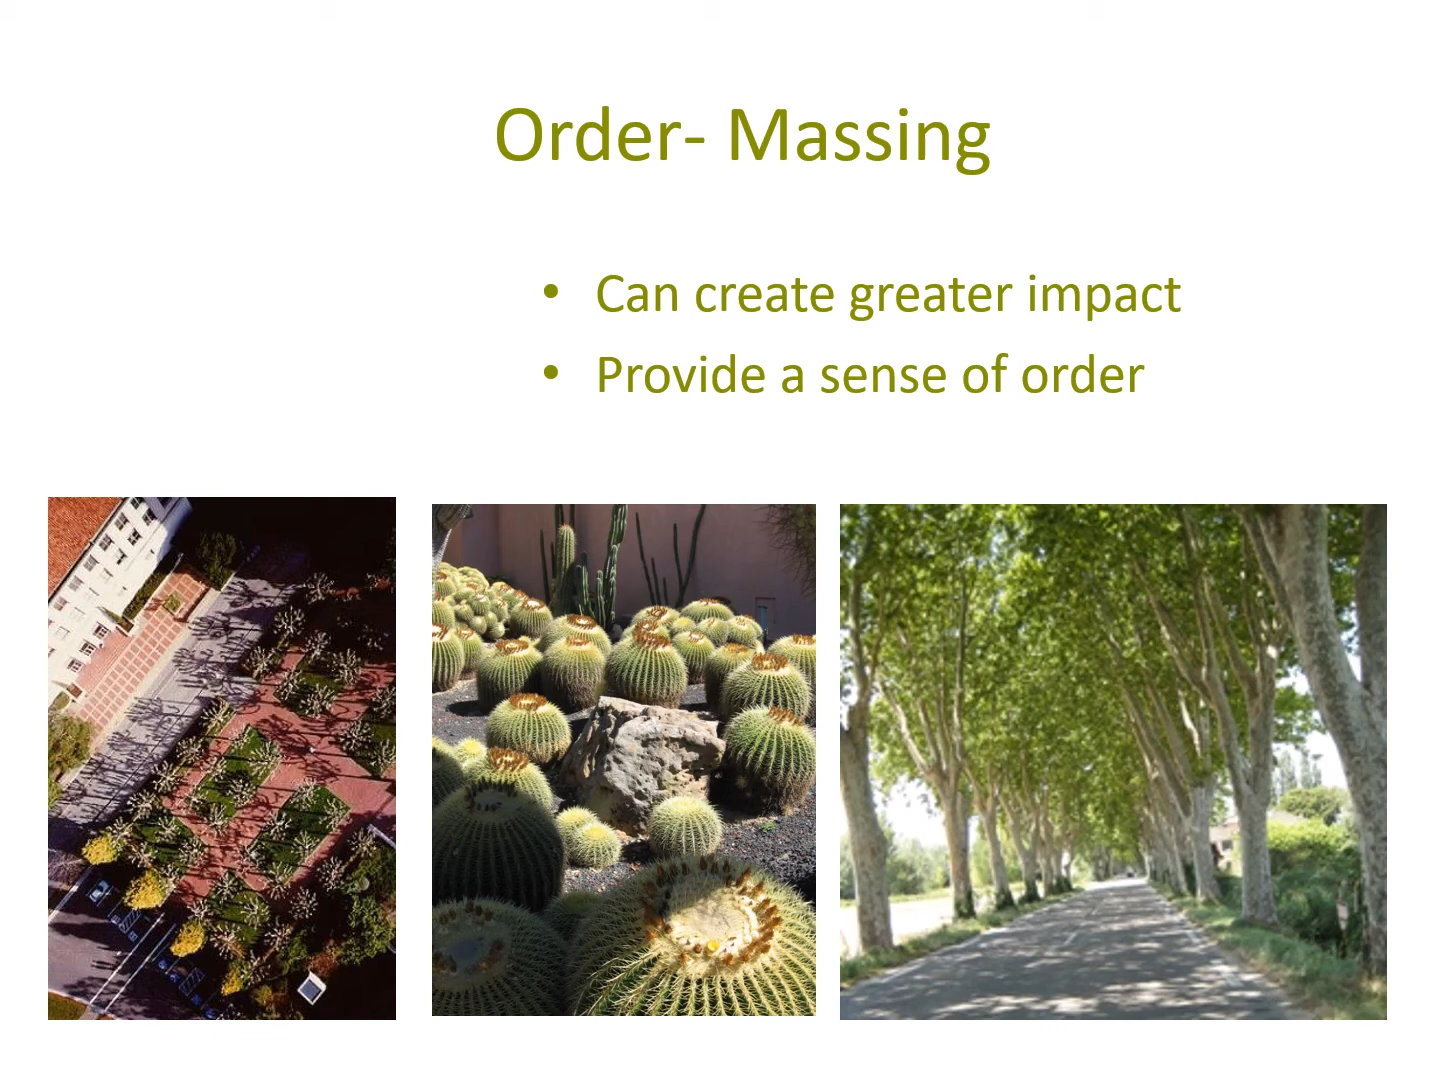 Order- Massing
• Can create greater impact
• Provide a sense of order